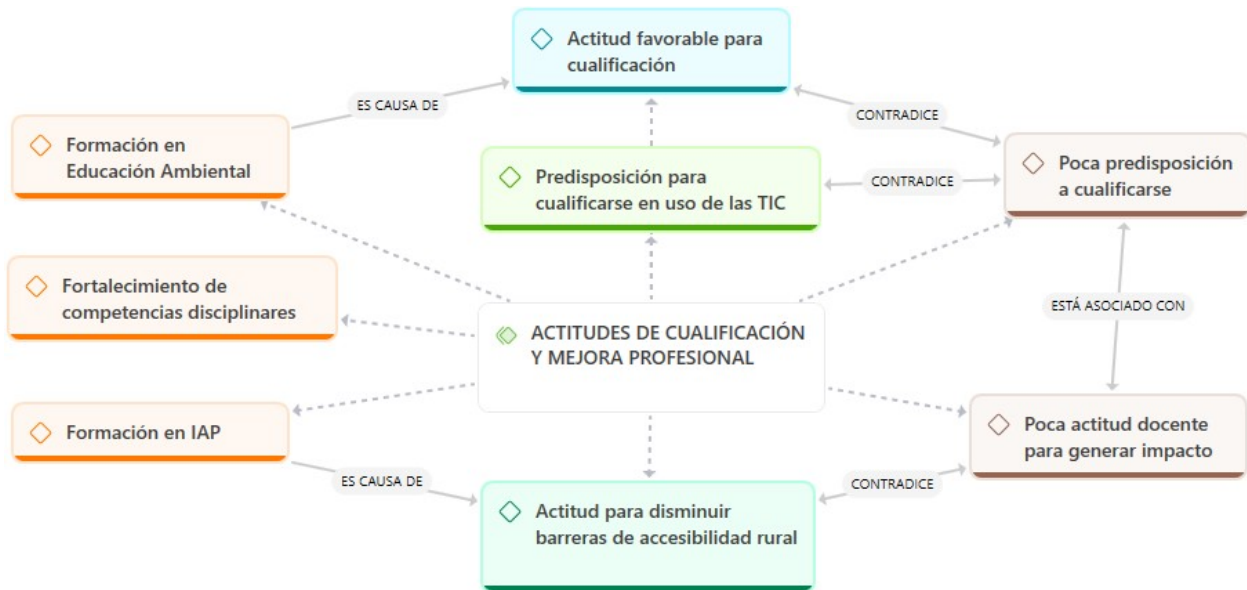 Actitud favorable para
cualificación
ES CAUSA DE
CONTRADICE
Formación en
Educación Ambiental
Predisposición para
cualificarse en uso de las TIC
CONTRADICE
Poca predisposición
a cualificarse
Fortalecimiento de
competencias disciplinares
ESTÁ ASOCIADO CON
ACTITUDES DE CUALIFICACIÓN
Y MEJORA PROFESIONAL
Formación en IAP
Poca actitud docente
para generar impacto
ES CAUSA DE
CONTRADICE
Actitud para disminuir
barreras de accesibilidad rural